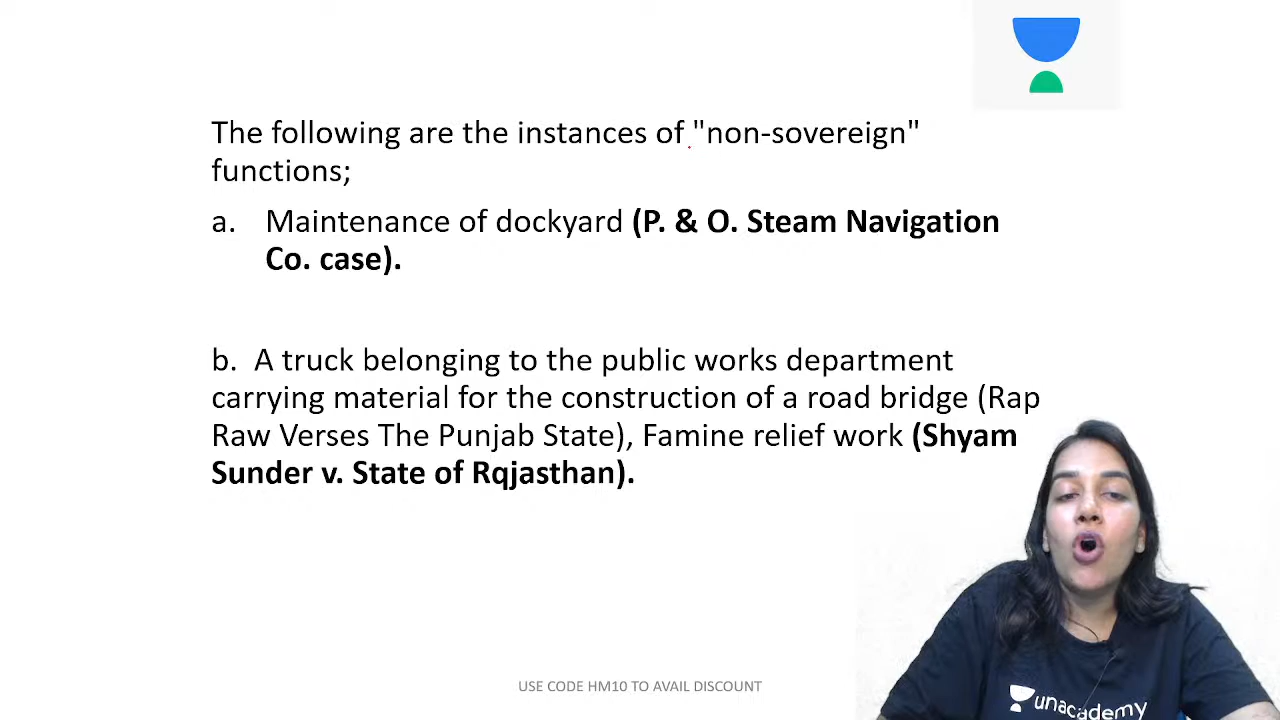 The following are the instances of "non-sovereign"
functions;
a. Maintenance of dockyard (P. & O. Steam Navigation
Co. case).
b. A truck belonging to the public works department
carrying material for the construction of a road bridge (Rap
Raw Verses The Punjab State), Famine relief work (Shyam
Sunder v. State of Rqjasthan).
unacademy
USE CODE HM10 TO AVAIL DISCOUNT